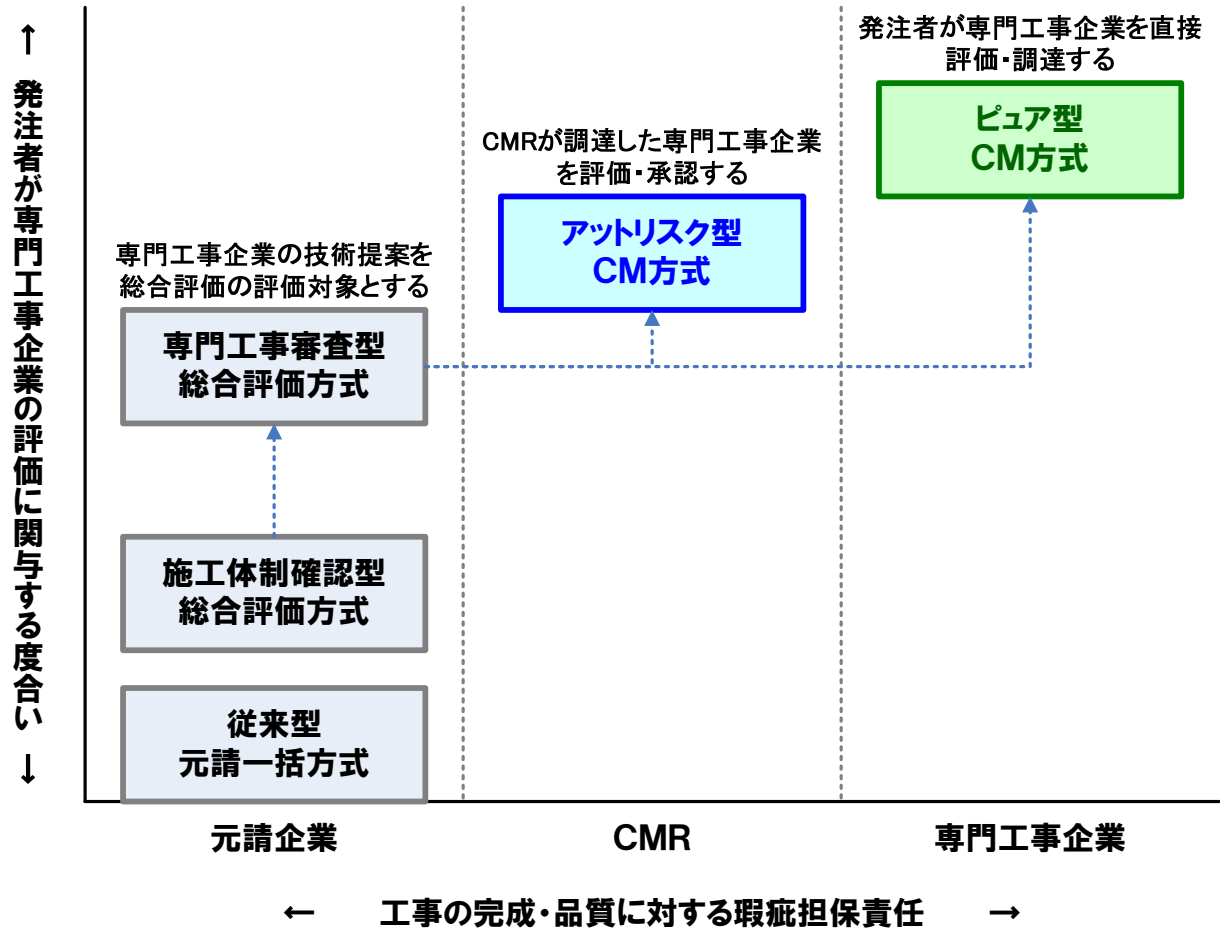 ↑ 発注者が専門工事企業の評価に関与する度合い ↓
発注者が専門工事企業を直接
評価・調達する
ピュア型
CM方式
CMRが調達した専門工事企業
を評価・承認する
アットリスク型
CM方式
専門工事企業の技術提案を
総合評価の評価対象とする
専門工事審査型
総合評価方式
施工体制確認型
総合評価方式
従来型
元請一括方式
元請企業
CMR
専門工事企業
← 工事の完成・品質に対する瑕疵担保責任 →